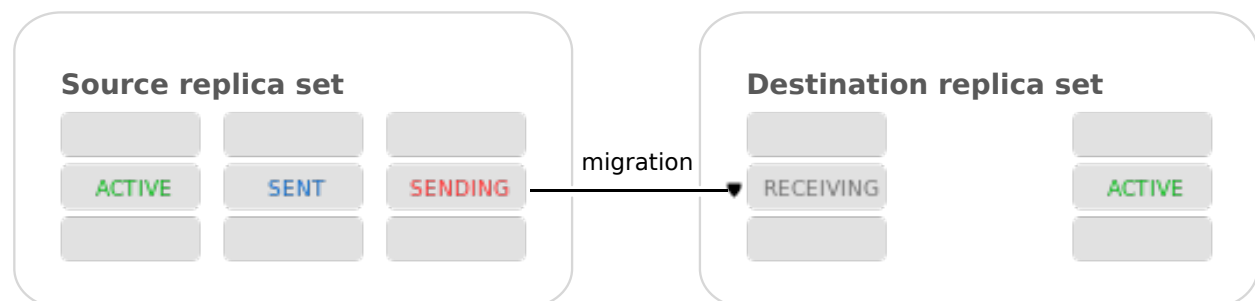 Source replica set
ACTIVE
SENT
SENDING
migration
Destination replica set
RECEIVING
ACTIVE